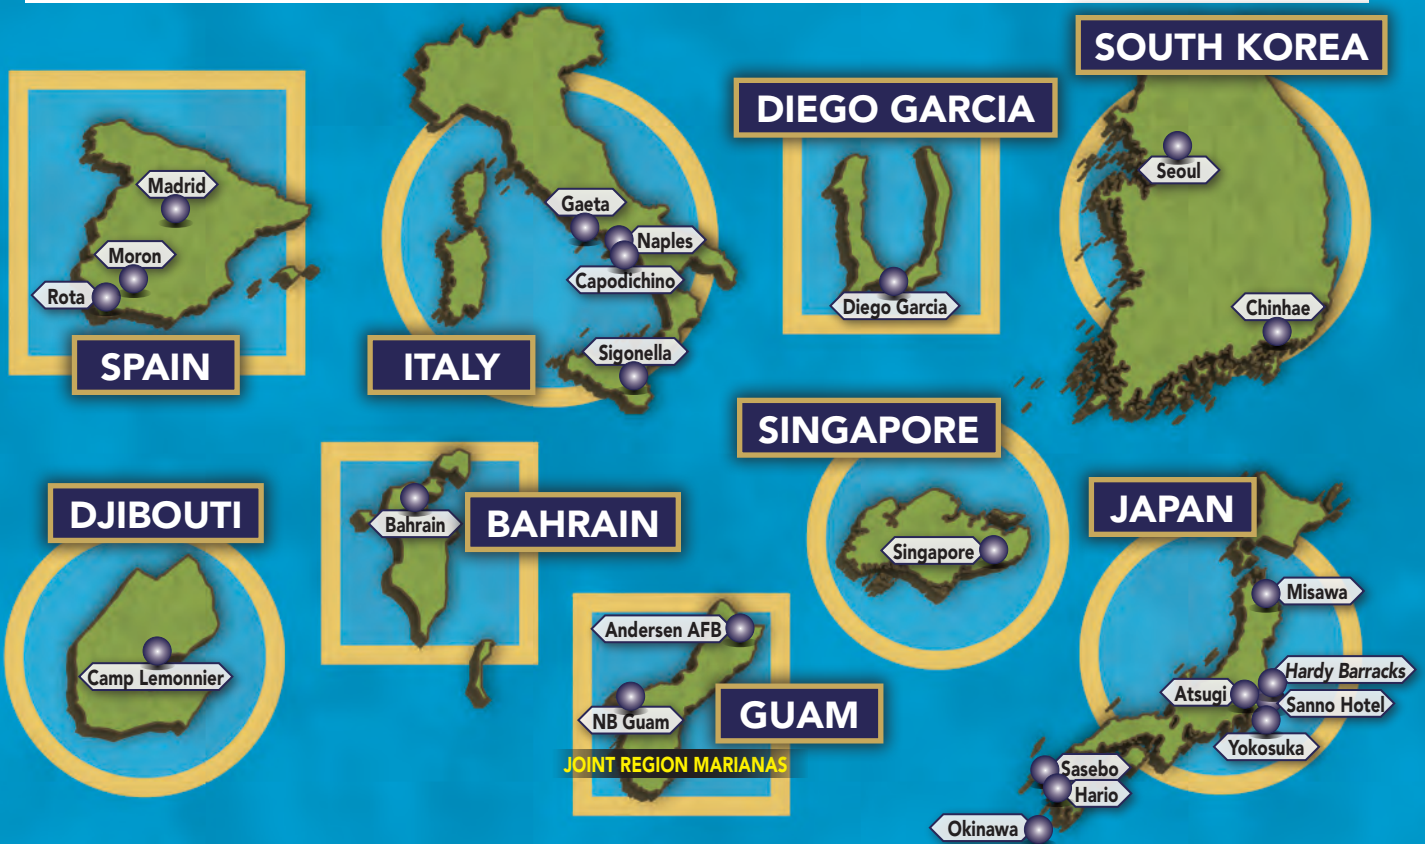 SPAIN
Madrid
Moron
Rota
ITALY
Gaeta
Naples
Capodichino
Sigonella
DIEGO GARCIA
Diego Garcia
SOUTH KOREA
Seoul
Chinhae
DJIBOUTI
Camp Lemonnier
BAHRAIN
Bahrain
GUAM
Andersen AFB
NB Guam
JOINT REGION MARIANAS
SINGAPORE
Singapore
JAPAN
Misawa
Hardy Barracks
Atsugi
Sanno Hotel
Yokosuka
Sasebo
Hario
Okinawa